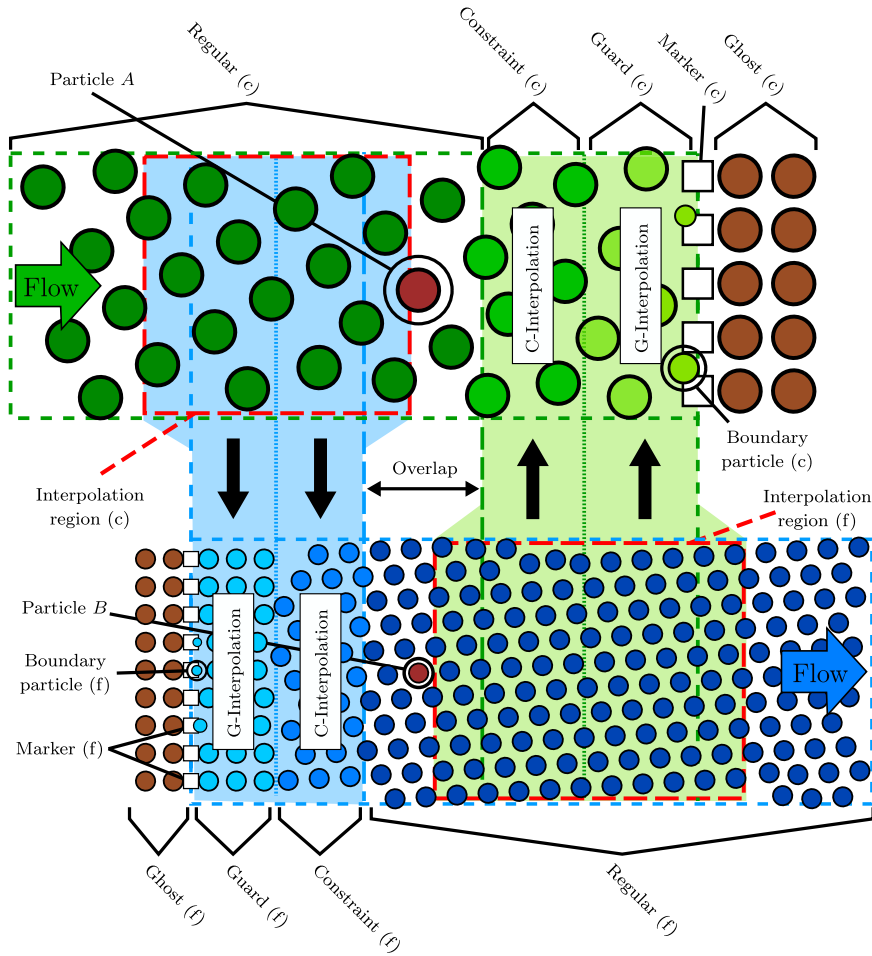 Regular (c)
Constraint (c)
Guard (c)
Marker (c)
Ghost (c)
Particle A
Flow
C-Interpolation
G-Interpolation
Boundary
particle (c)
Overlap
Interpolation
region (c)
Interpolation
region (f)
Particle B
Boundary
particle (f)
Marker (f)
G-Interpolation
C-Interpolation
Flow
Ghost (f)
Guard (f)
Constraint (f)
Regular (f)